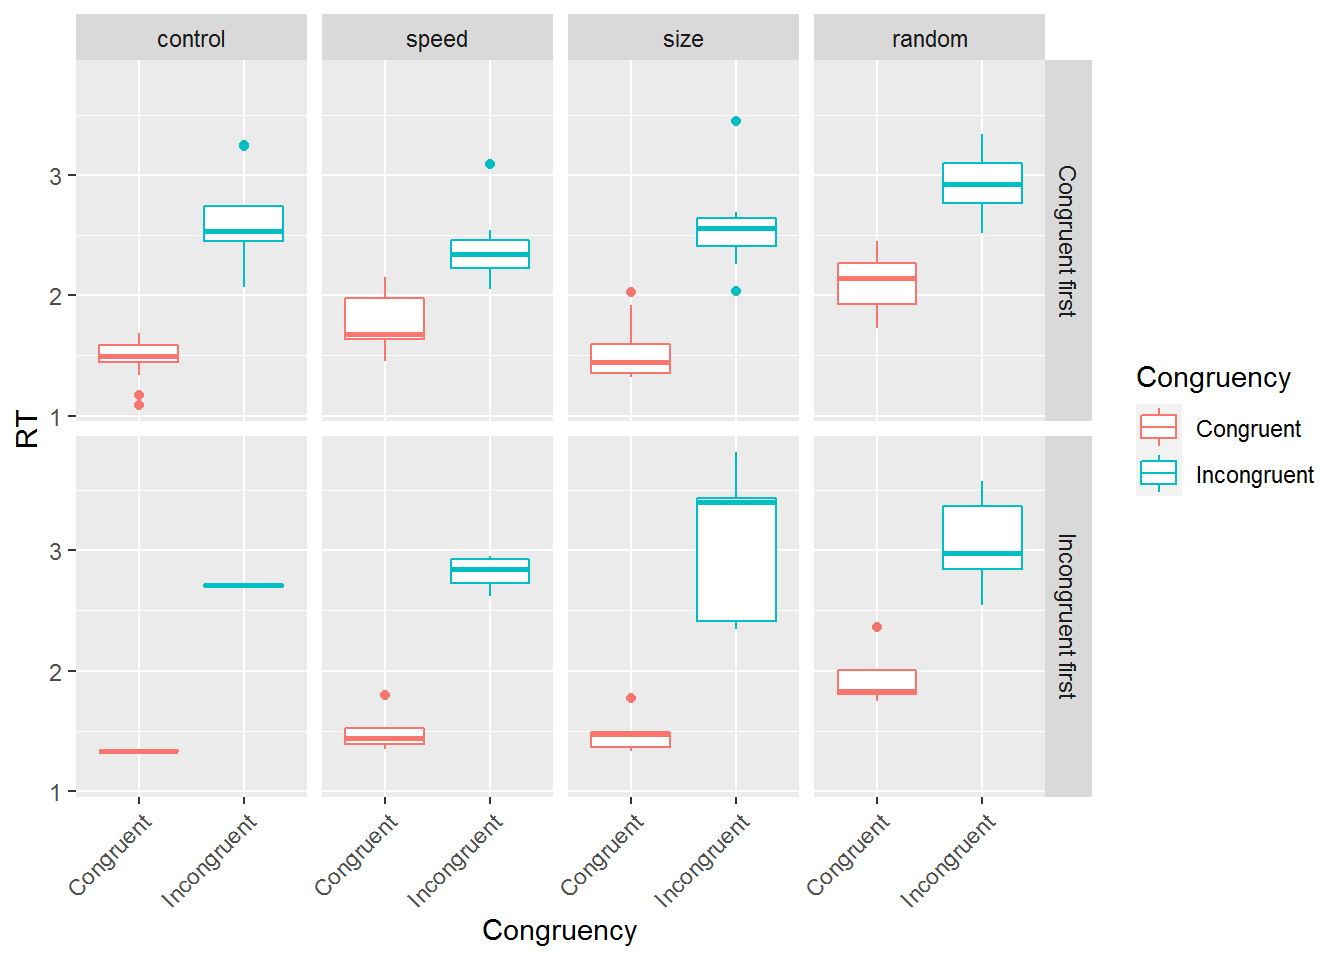 control
speed
size
random
3
2
1
Congruent first
3
2
1
Incongruent first
RT
Congruent
Incongruent
Congruent
Incongruent
Congruent
Incongruent
Congruent
Incongruent
Congruency
Congruency
Congruent
Incongruent